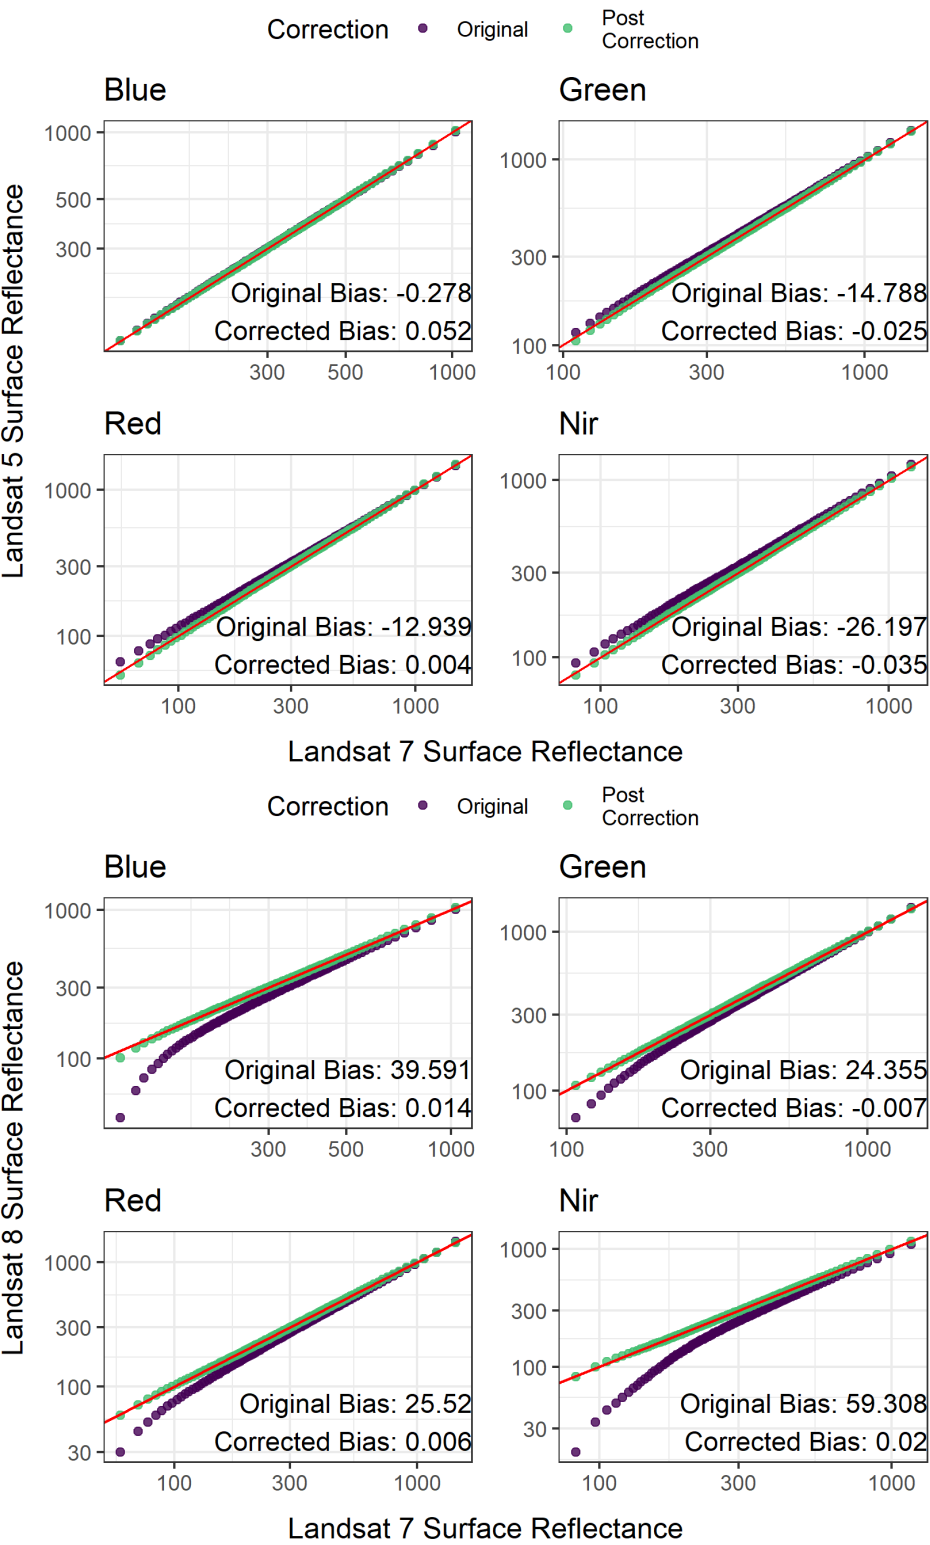 Correction Original Post
Correction
Blue
1000
500
300
Original Bias: -0.278
Corrected Bias: 0.052
300 500 1000
Green
1000
300
100
Original Bias: -14.788
Corrected Bias: -0.025
100 300 1000
Landsat 5 Surface Reflectance
Red
1000
300
100
Original Bias: -12.939
Corrected Bias: 0.004
100 300 1000
Nir
1000
300
100
Original Bias: -26.197
Corrected Bias: -0.035
100 300 1000
Landsat 7 Surface Reflectance
Correction Original Post
Correction
Blue
1000
300
100
Original Bias: 39.591
Corrected Bias: 0.014
300 500 1000
Green
1000
300
100
Original Bias: 24.355
Corrected Bias: -0.007
100 300 1000
Landsat 8 Surface Reflectance
Red
1000
300
100
30
Original Bias: 25.52
Corrected Bias: 0.006
100 300 1000
Nir
1000
300
100
30
Original Bias: 59.308
Corrected Bias: 0.02
100 300 1000
Landsat 7 Surface Reflectance